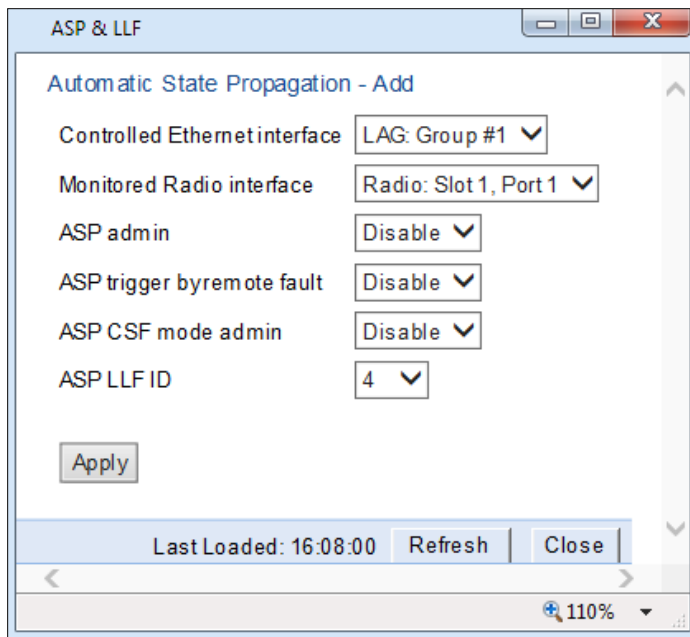 ASP & LLF
Automatic State Propagation - Add
Controlled Ethernet interface LAG: Group #1
Monitored Radio interface Radio: Slot 1, Port 1
ASP admin Disable
ASP trigger byremote fault Disable
ASP CSF mode admin Disable
ASP LLF ID 4
Apply
Last Loaded: 16:08:00 Refresh Close
110%